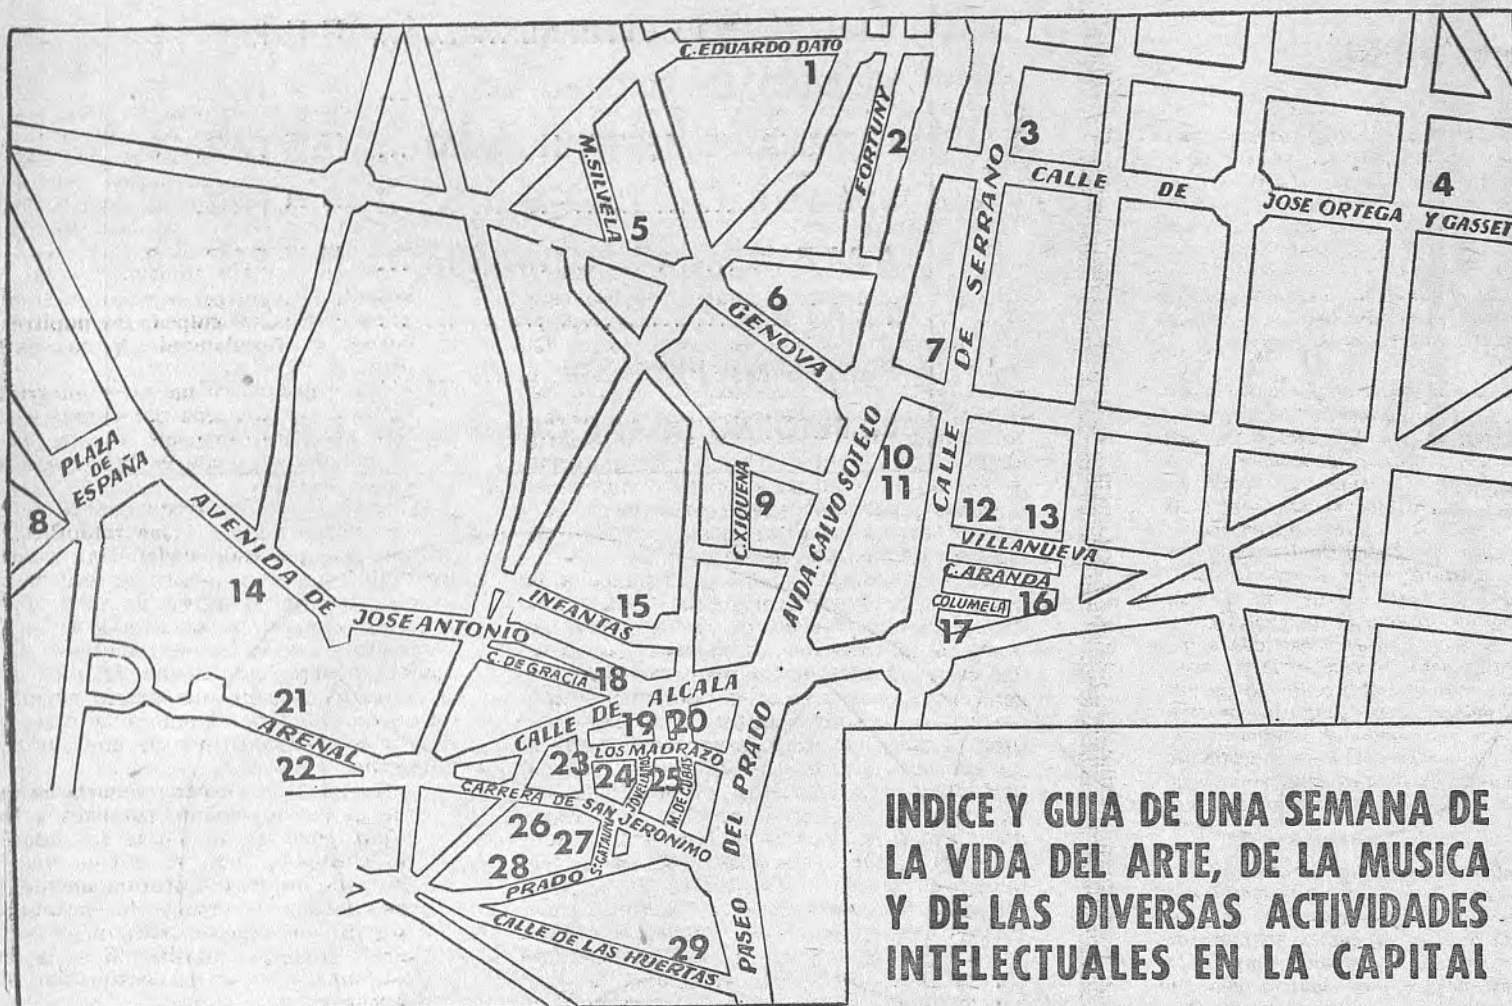 C. EDUARDO DATO
1
FORTUNY
2
3
M. SILVELA
5
CALLE DE JOSE ORTEGA Y GASSET
4
6
GENOVA
7
CALLE DE SERRANO
PLAZA
DE
ESPAÑA
8
AVENIDA DE JOSE ANTONIO
14
C. XIQUENA
9
AVDA. CALVO SOTELO
10
11
12
13
VILLANUEVA
C. ARANDA
COLUMELA
16
17
INFANTAS
15
C. DE GRACIA
18
CALLE DE ALCALA
19
20
LOS MADRAZO
21
ARENAL
22
23
24
JOVELLANOS
25
M. DE CUBAS
CARRERA DE SAN JERONIMO
26
27
28
PRADO
CALLE DE LAS HUERTAS
29
PASEO DEL PRADO
INDICE Y GUIA DE UNA SEMANA DE
LA VIDA DEL ARTE, DE LA MUSICA
Y DE LAS DIVERSAS ACTIVIDADES
INTELECTUALES EN LA CAPITAL